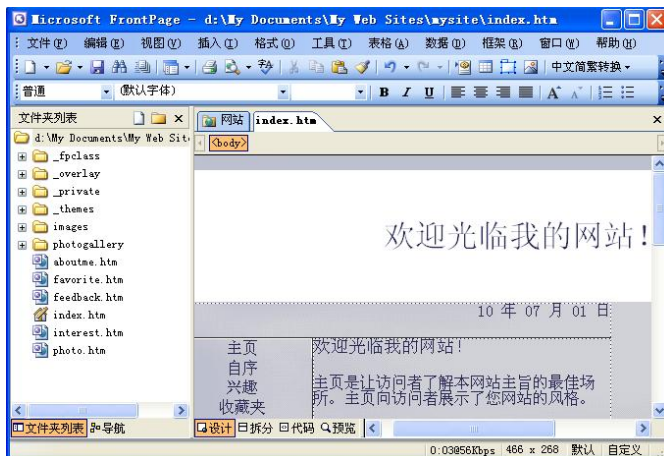 Microsoft FrontPage - d:\My Documents\My Web Sites\mysite\index.htm
文件(F) 编辑(E) 视图(V) 插入(I) 格式(O) 工具(T) 表格(A) 数据(D) 框架(R) 窗口(W) 帮助(H)
中文简繁转换
普通 (默认字体) B I U A A
文件夹列表
网站 index.htm
d:\My Documents\My Web Sit
<body>
_fpclass
_overlay
_private
_themes
images
photogallery
aboutme.htm
favorite.htm
feedback.htm
index.htm
interest.htm
photo.htm
欢迎光临我的网站!
10 年 07 月 01 日
主页
自序
兴趣
收藏夹
欢迎光临我的网站!
主页是让访问者了解本网站主旨的最佳场
所。主页向访问者展示了您网站的风格。
文件夹列表 导航
设计 拆分 代码 预览
0:03@56Kbps 466 x 268 默认 自定义